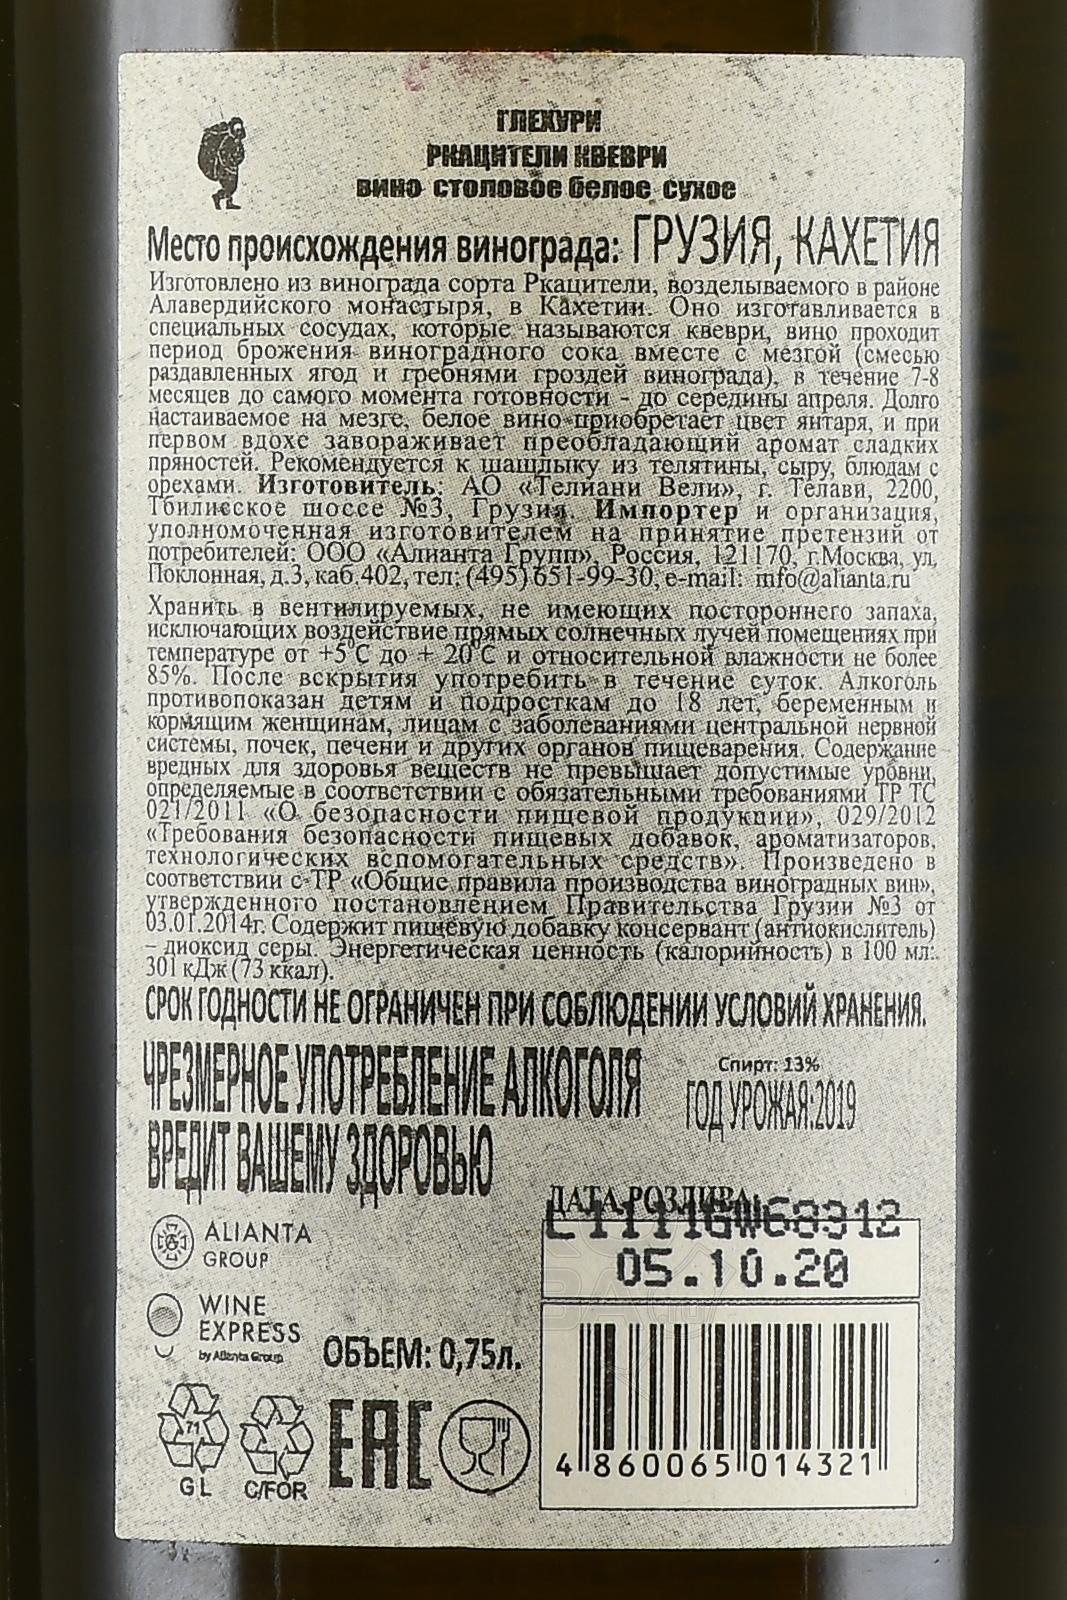 ГЛЕХУРИ
РКАЦИТЕЛИ КВЕВРИ
вино столовое белое сухое
Место происхождения винограда: ГРУЗИЯ, КАХЕТИЯ
Изготовлено из винограда сорта Ркацители, возделываемого в районе
Алавердийского монастыря, в Кахетии. Оно изготавливается в
специальных сосудах, которые называются квеври, вино проходит
период брожения виноградного сока вместе с мезгой (смесью
раздавленных ягод и гребнями гроздей винограда), в течение 7-8
месяцев до самого момента готовности - до середины апреля. Долго
настаиваемое на мезге, белое вино приобретает цвет янтаря, и при
первом вдохе завораживает преобладающий аромат сладких
пряностей. Рекомендуется к шашлыку из телятины, сыру, блюдам с
орехами. Изготовитель: АО «Телиани Вели», г. Телави, 2200,
Тбилисское шоссе №3, Грузия. Импортер и организация,
уполномоченная изготовителем на принятие претензий от
потребителей: ООО «Алианта Групп», Россия, 121170, г.Москва, ул.
Поклонная, д.3, каб.402, тел: (495) 651-99-30, e-mail: info@alianta.ru
Хранить в вентилируемых, не имеющих постороннего запаха,
исключающих воздействие прямых солнечных лучей помещениях при
температуре от +5°С до + 20°С и относительной влажности не более
85%. После вскрытия употребить в течение суток. Алкоголь
противопоказан детям и подросткам до 18 лет, беременным и
кормящим женщинам, лицам с заболеваниями центральной нервной
системы, почек, печени и других органов пищеварения. Содержание
вредных для здоровья веществ не превышает допустимые уровни,
определяемые в соответствии с обязательными требованиями ТР ТС
021/2011 «О безопасности пищевой продукции», 029/2012
«Требования безопасности пищевых добавок, ароматизаторов,
технологических вспомогательных средств». Произведено в
соответствии с ТР «Общие правила производства виноградных вин»,
утвержденного постановлением Правительства Грузии №3 от
03.01.2014г. Содержит пищевую добавку консервант (антиокислитель)
– диоксид серы. Энергетическая ценность (калорийность) в 100 мл:
301 кДж (73 ккал).
СРОК ГОДНОСТИ НЕ ОГРАНИЧЕН ПРИ СОБЛЮДЕНИИ УСЛОВИЙ ХРАНЕНИЯ.
ЧРЕЗМЕРНОЕ УПОТРЕБЛЕНИЕ АЛКОГОЛЯ
ВРЕДИТ ВАШЕМУ ЗДОРОВЬЮ
Спирт: 13%
ГОД УРОЖАЯ:2019
ДАТА РОЗЛИВА
05.10.20
ALIANTA
GROUP
WINE
EXPRESS
by Alianta Group
ОБЪЕМ: 0,75л.
71
GL
C/FOR
EAC
4 860065 014321